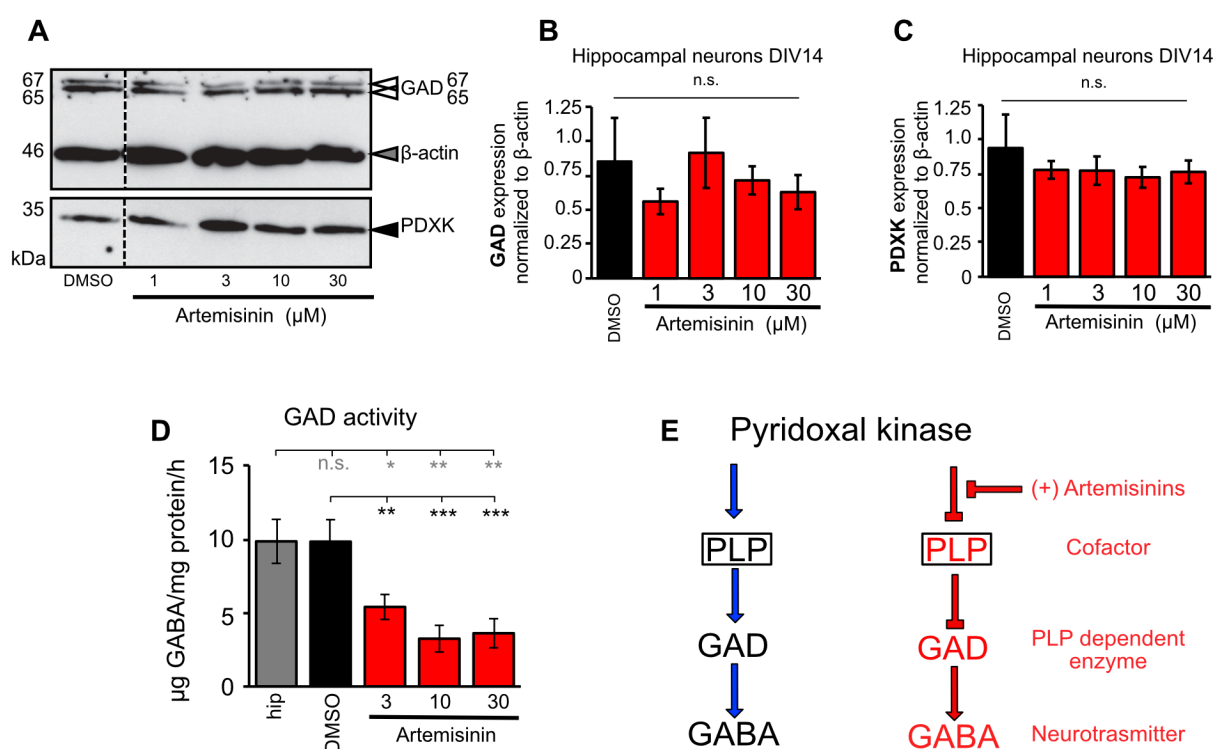 A
67
65
GAD 67
65
46
β-actin
35
PDXK
kDa
DMSO 1 3 10 30
Artemisinin (µM)
B
Hippocampal neurons DIV14
n.s.
GAD expression
normalized to β-actin
1.25
1.0
0.75
0.5
0.25
0
DMSO
1 3 10 30
Artemisinin (µM)
C
Hippocampal neurons DIV14
n.s.
PDXK expression
normalized to β-actin
1.25
1.0
0.75
0.5
0.25
0
DMSO
1 3 10 30
Artemisinin (µM)
D
GAD activity
n.s. * ** **
** *** ***
µg GABA/mg protein/h
15
10
5
0
hip
DMSO
3 10 30
Artemisinin
E
Pyridoxal kinase
(+) Artemisinins
PLP PLP Cofactor
GAD GAD PLP dependent
enzyme
GABA GABA Neurotrasmitter